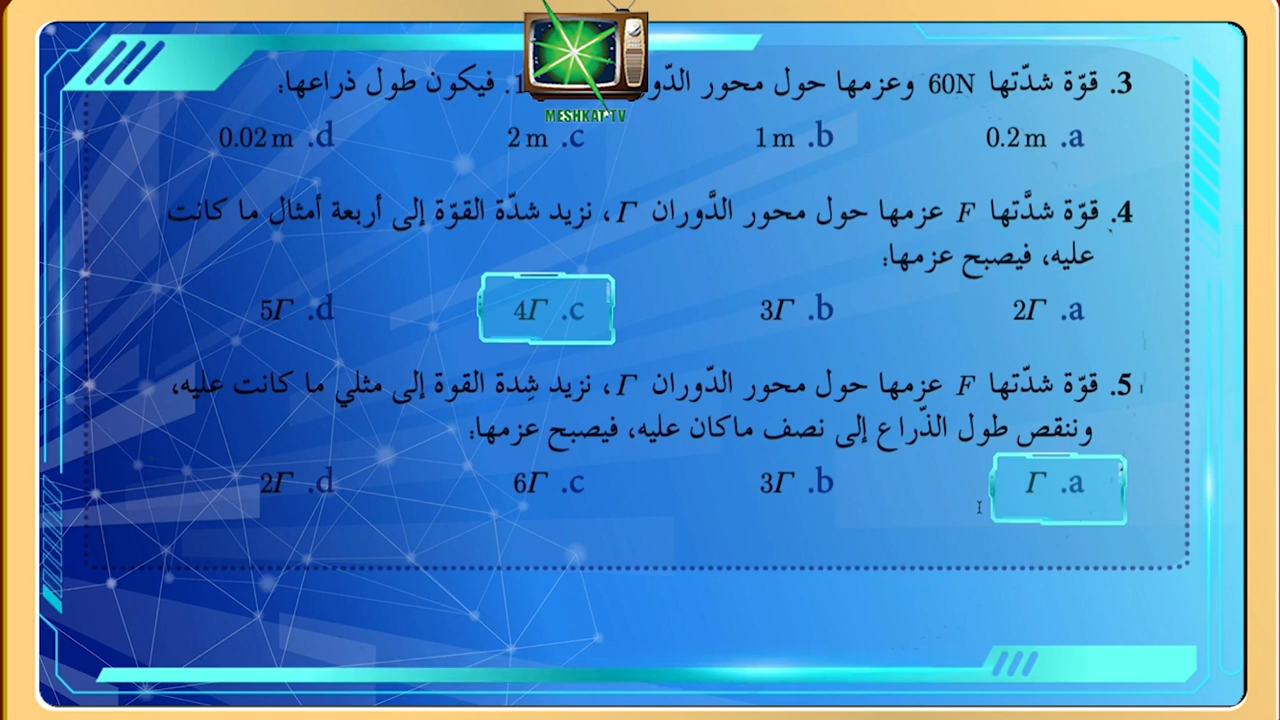 MESHKAT TV
3. قوّة شدّتها 60N وعزمها حول محور 1. فيكون طول ذراعها:
a. 0.2 m b. 1 m c. 2 m d. 0.02 m
4. قوّة شدَّتها F عزمها حول محور الدَّوران Γ، نزيد شدّة القوّة إلى أربعة أمثال ما كانت
عليه، فيصبح عزمها:
a. 2Γ b. 3Γ c. 4Γ d. 5Γ
5. قوّة شدّتها F عزمها حول محور الدّوران Γ، نزيد شِدة القوة إلى مثلي ما كانت عليه،
وننقص طول الذّراع إلى نصف ماكان عليه، فيصبح عزمها:
a. Γ b. 3Γ c. 6Γ d. 2Γ